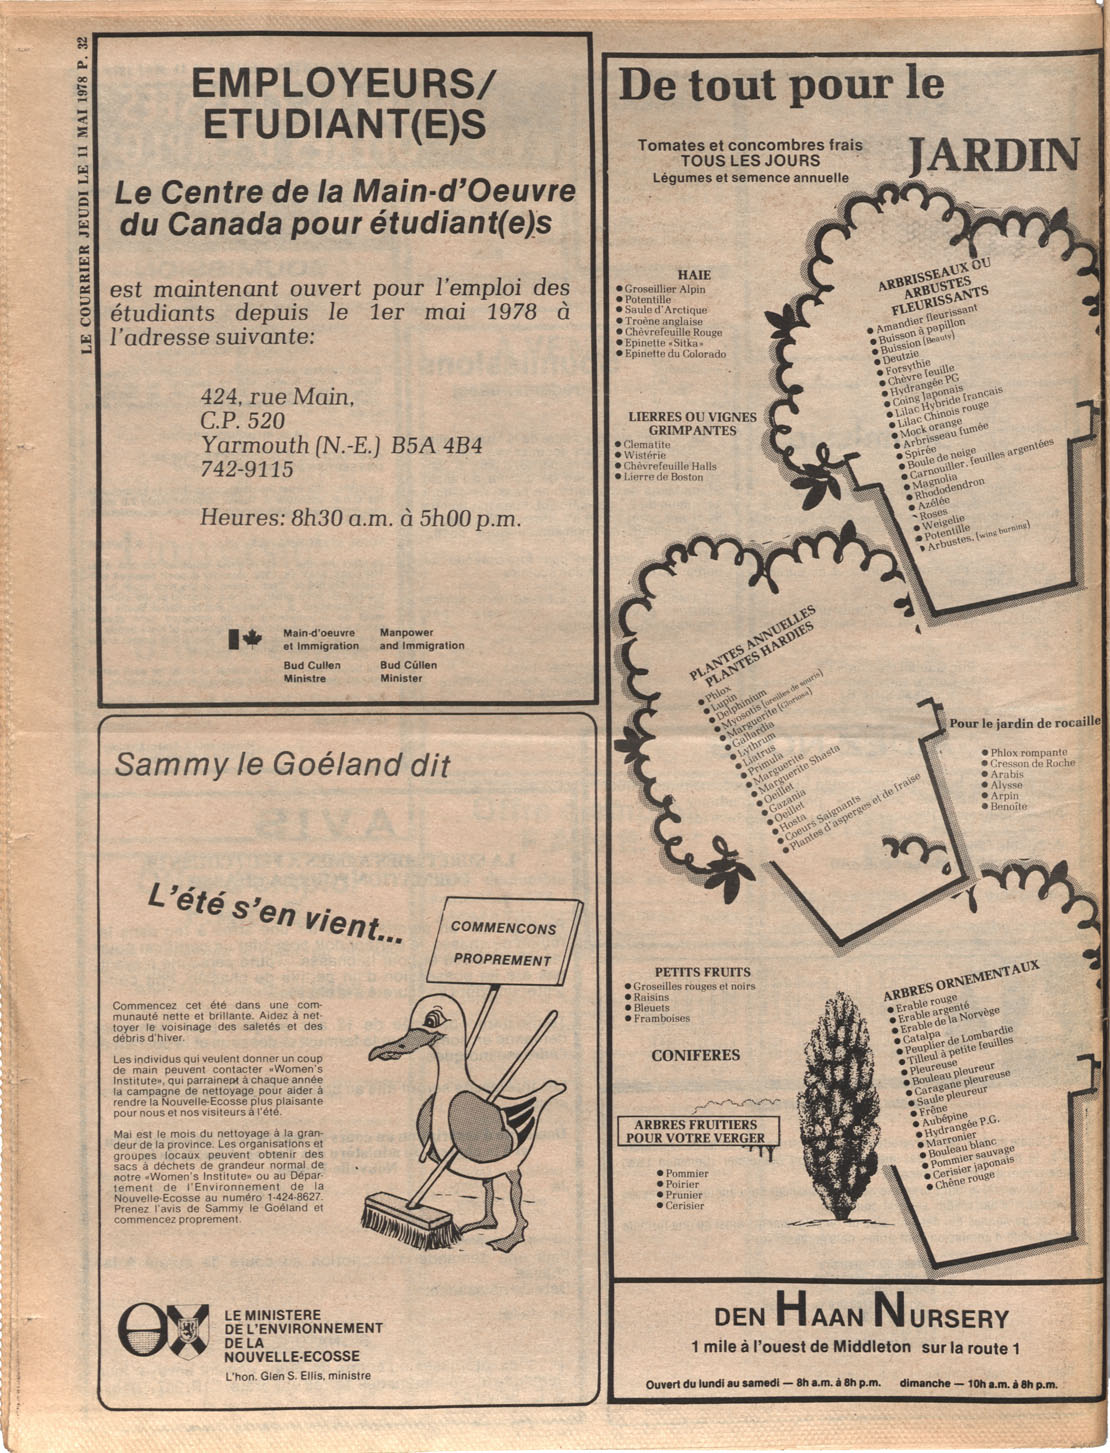 LE COURRIER JEUDI LE 11 MAI 1978 P. 32
EMPLOYEURS/
ETUDIANT(E)S
Le Centre de la Main-d'Oeuvre
du Canada pour étudiant(e)s
est maintenant ouvert pour l'emploi des
étudiants depuis le 1er mai 1978 à
l'adresse suivante:
424, rue Main,
C.P. 520
Yarmouth (N.-E.) B5A 4B4
742-9115
Heures: 8h30 a.m. à 5h00 p.m.
Main-d'oeuvre
et Immigration
Bud Cullen
Ministre
Manpower
and Immigration
Bud Cullen
Minister
Sammy le Goéland dit
L'été s'en vient...
COMMENCONS
PROPREMENT
Commencez cet été dans une com-
munauté nette et brillante. Aidez à net-
toyer le voisinage des saletés et des
débris d'hiver.
Les individus qui veulent donner un coup
de main peuvent contacter «Women's
Institute», qui parrainent à chaque année
la campagne de nettoyage pour aider à
rendre la Nouvelle-Ecosse plus plaisante
pour nous et nos visiteurs à l'été.
Mai est le mois du nettoyage à la gran-
deur de la province. Les organisations et
groupes locaux peuvent obtenir des
sacs à déchets de grandeur normal de
notre «Women's Institute» ou au Dépar-
tement de l'Environement de la
Nouvelle-Ecosse au numéro 1-424-8627.
Prenez l'avis de Sammy le Goéland et
commencez proprement.
LE MINISTERE
DE L'ENVIRONNEMENT
DE LA
NOUVELLE-ECOSSE
L'hon. Glen S. Ellis, ministre
De tout pour le
JARDIN
Tomates et concombres frais
TOUS LES JOURS
Légumes et semence annuelle
HAIE
● Groseillier Alpin
● Potentille
● Saule d'Arctique
● Troène anglaise
● Chèvrefeuille Rouge
● Epinette «Sitka»
● Epinette du Colorado
LIERRES OU VIGNES
GRIMPANTES
● Clematite
● Wistérie
● Chèvrefeuille Halls
● Lierre de Boston
ARBRISSEAUX OU
ARBUSTES
FLEURISSANTS
● Amandier fleurissant
● Buisson à papillon
● Buission (Beauty)
● Deutzie
● Forsythie
● Chèvre feuille
● Hydrangée PG
● Coing Japonais
● Lilac Hybride français
● Lilac Chinois rouge
● Mock orange
● Arbrisseau fumée
● Spirée
● Boule de neige
● Carnouiller, feuilles argentées
● Magnolia
● Rhododendron
● Azélée
● Roses
● Weigelie
● Potentille
● Arbustes, (wing burning)
PLANTES ANNUELLES
PLANTES HARDIES
● Phlox
● Lupin
● Delphinium
● Myosotis (oreilles de souris)
● Marguerite (Gloriosa)
● Gallardia
● Lythrum
● Liatrus
● Primula
● Marguerite
● Marguerite Shasta
● Oeillet
● Gazania
● Oeillet
● Hosta
● Coeurs Saignants
● Plantes d'asperges et de fraise
Pour le jardin de rocaille
● Phlox rompante
● Cresson de Roche
● Arabis
● Alysse
● Arpin
● Benoîte
PETITS FRUITS
● Groseilles rouges et noirs
● Raisins
● Bleuets
● Framboises
CONIFERES
ARBRES FRUITIERS
POUR VOTRE VERGER
● Pommier
● Poirier
● Prunier
● Cerisier
ARBRES ORNEMENTAUX
● Erable rouge
● Erable argenté
● Erable de la Norvège
● Catalpa
● Peuplier de Lombardie
● Tilleul à petite feuilles
● Pleureuse
● Bouleau pleureur
● Caragane pleureuse
● Saule pleureur
● Frêne
● Aubépine
● Hydrangée P.G.
● Marronier
● Bouleau blanc
● Pommier sauvage
● Cerisier japonais
● Chêne rouge
DEN HAAN NURSERY
1 mile à l'ouest de Middleton sur la route 1
Ouvert du lundi au samedi — 8h a.m. à 8h p.m. dimanche — 10h a.m. à 8h p.m.